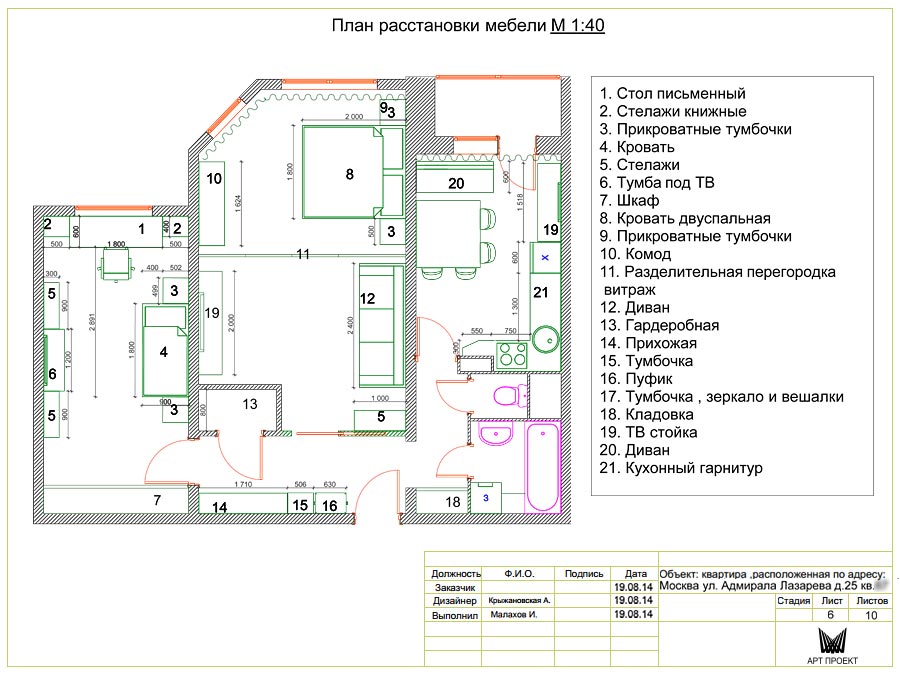 План расстановки мебели М 1:40
1. Стол письменный
2. Стелажи книжные
3. Прикроватные тумбочки
4. Кровать
5. Стелажи
6. Тумба под ТВ
7. Шкаф
8. Кровать двуспальная
9. Прикроватные тумбочки
10. Комод
11. Разделительная перегородка
витраж
12. Диван
13. Гардеробная
14. Прихожая
15. Тумбочка
16. Пуфик
17. Тумбочка , зеркало и вешалки
18. Кладовка
19. ТВ стойка
20. Диван
21. Кухонный гарнитур
9
3
2 000
8
1 800
10
1 624
500
3
11
20
600
1 518
19
X
600
21
1 300
550
750
300
2
600
1
400
2
500
1 800
500
400
502
300
499
3
5
900
2 891
19
2 000
12
2 400
4
1 800
6
1 200
900
3
5
900
800
13
1 000
5
7
1 710
506
630
14
15
16
18
3
Должность
Ф.И.О.
Подпись
Дата
Заказчик
19.08.14
Дизайнер
Крыжановская А.
19.08.14
Выполнил
Малахов И.
19.08.14
Объект: квартира ,расположенная по адресу:
Москва ул. Адмирала Лазарева д.25 кв.
Стадия
Лист
Листов
6
10
АРТ ПРОЕКТ